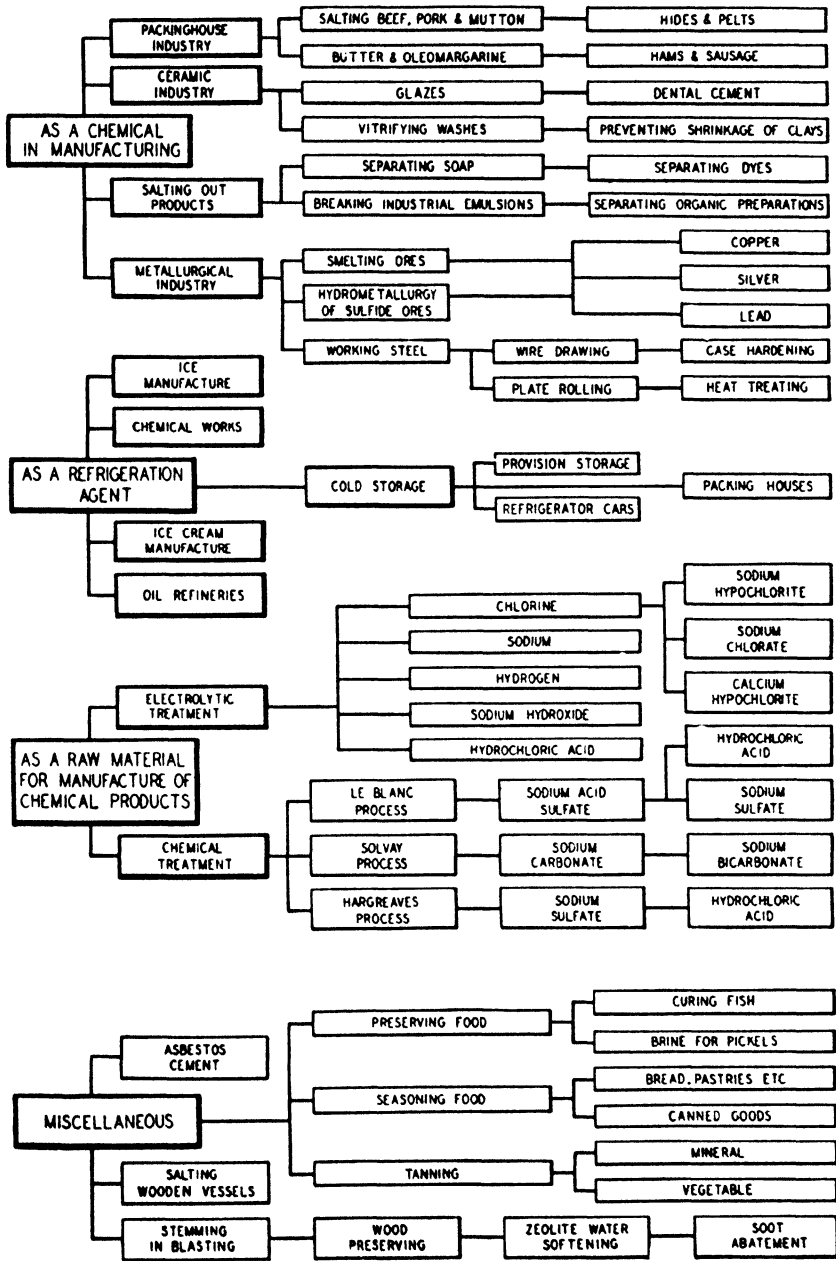 PACKINGHOUSE
INDUSTRY
SALTING BEEF, PORK & MUTTON
HIDES & PELTS
BUTTER & OLEOMARGARINE
HAMS & SAUSAGE
CERAMIC
INDUSTRY
GLAZES
DENTAL CEMENT
AS A CHEMICAL
IN MANUFACTURING
VITRIFYING WASHES
PREVENTING SHRINKAGE OF CLAYS
SALTING OUT
PRODUCTS
SEPARATING SOAP
SEPARATING DYES
BREAKING INDUSTRIAL EMULSIONS
SEPARATING ORGANIC PREPARATIONS
METALLURGICAL
INDUSTRY
SMELTING ORES
COPPER
HYDROMETALLURGY
OF SULFIDE ORES
SILVER
LEAD
WORKING STEEL
WIRE DRAWING
CASE HARDENING
PLATE ROLLING
HEAT TREATING
ICE
MANUFACTURE
CHEMICAL WORKS
AS A REFRIGERATION
AGENT
COLD STORAGE
PROVISION STORAGE
PACKING HOUSES
REFRIGERATOR CARS
ICE CREAM
MANUFACTURE
OIL REFINERIES
CHLORINE
SODIUM
HYPOCHLORITE
SODIUM
SODIUM
CHLORATE
HYDROGEN
CALCIUM
HYPOCHLORITE
ELECTROLYTIC
TREATMENT
SODIUM HYDROXIDE
HYDROCHLORIC ACID
HYDROCHLORIC
ACID
AS A RAW MATERIAL
FOR MANUFACTURE OF
CHEMICAL PRODUCTS
LE BLANC
PROCESS
SODIUM ACID
SULFATE
SODIUM
SULFATE
CHEMICAL
TREATMENT
SOLVAY
PROCESS
SODIUM
CARBONATE
SODIUM
BICARBONATE
HARGREAVES
PROCESS
SODIUM
SULFATE
HYDROCHLORIC
ACID
PRESERVING FOOD
CURING FISH
BRINE FOR PICKELS
ASBESTOS
CEMENT
MISCELLANEOUS
SEASONING FOOD
BREAD, PASTRIES ETC
CANNED GOODS
SALTING
WOODEN VESSELS
TANNING
MINERAL
VEGETABLE
STEMMING
IN BLASTING
WOOD
PRESERVING
ZEOLITE WATER
SOFTENING
SOOT
ABATEMENT